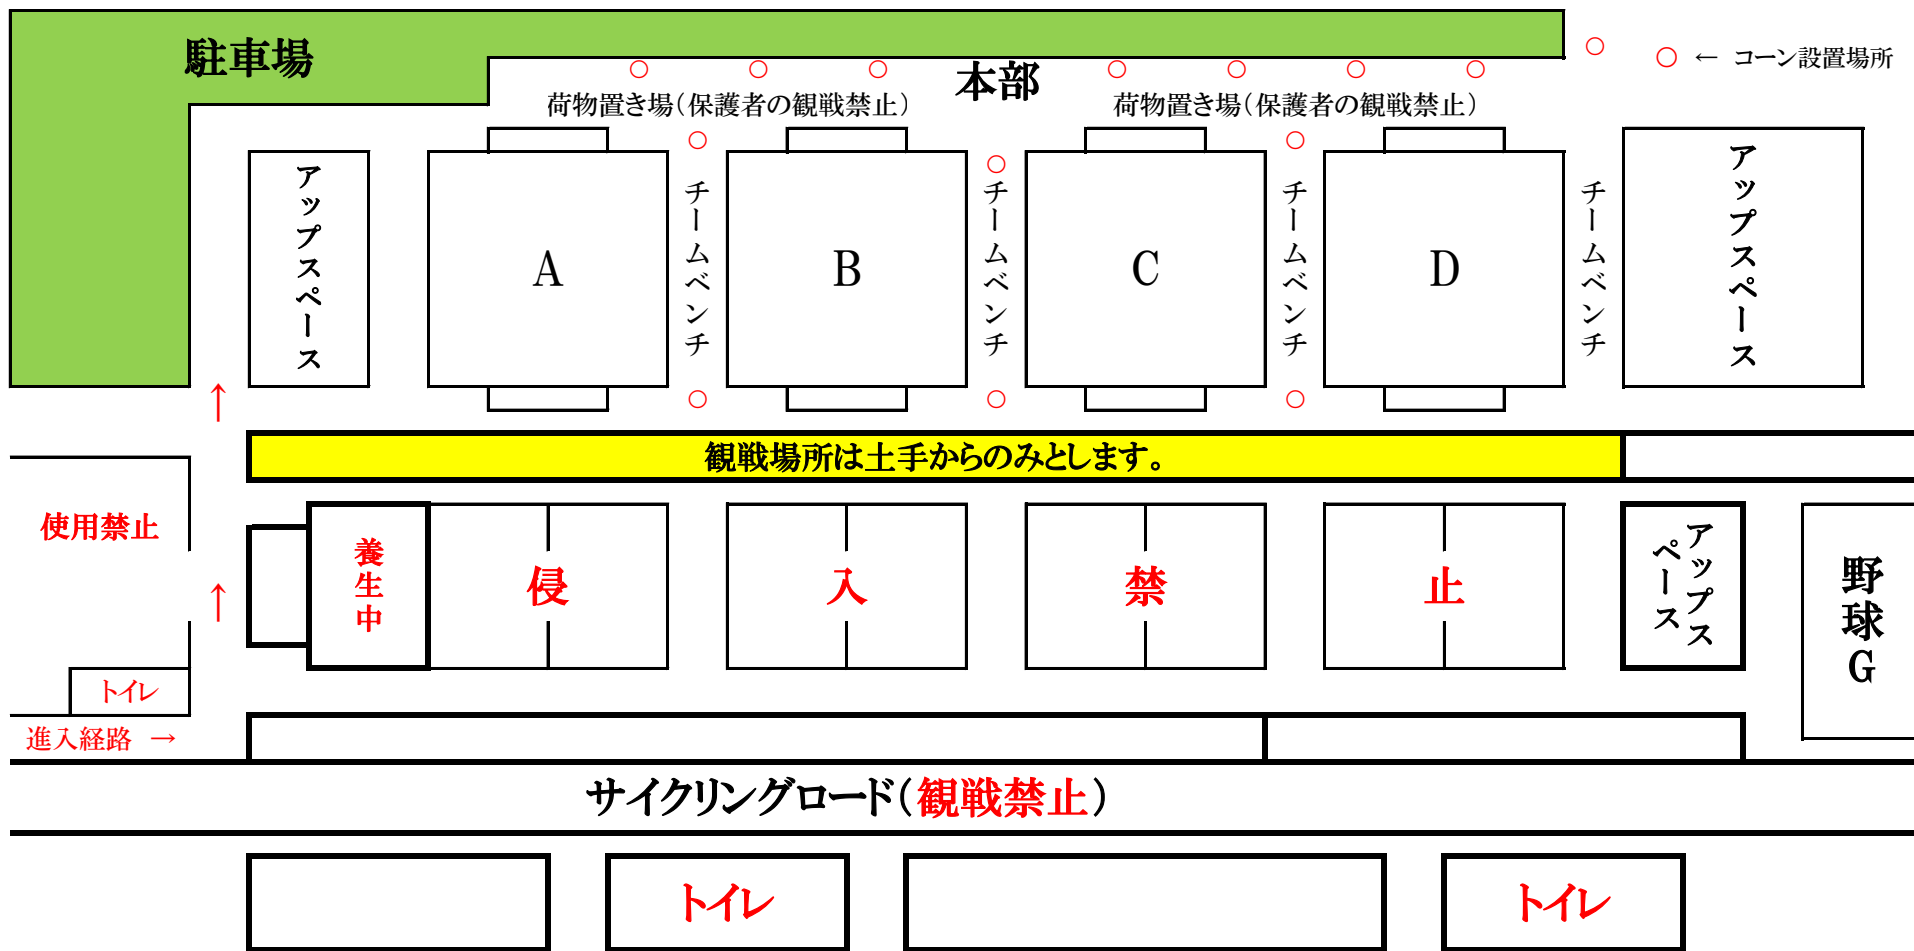 駐車場
本部
← コーン設置場所
荷物置き場（保護者の観戦禁止）
荷物置き場（保護者の観戦禁止）
アップスペース
A
チームベンチ
B
チームベンチ
C
チームベンチ
D
チームベンチ
アップスペース
↑
観戦場所は土手からのみとします。
使用禁止
↑
養生中
侵
入
禁
止
アップス
ペース
野球G
トイレ
進入経路 →
サイクリングロード（観戦禁止）
トイレ
トイレ